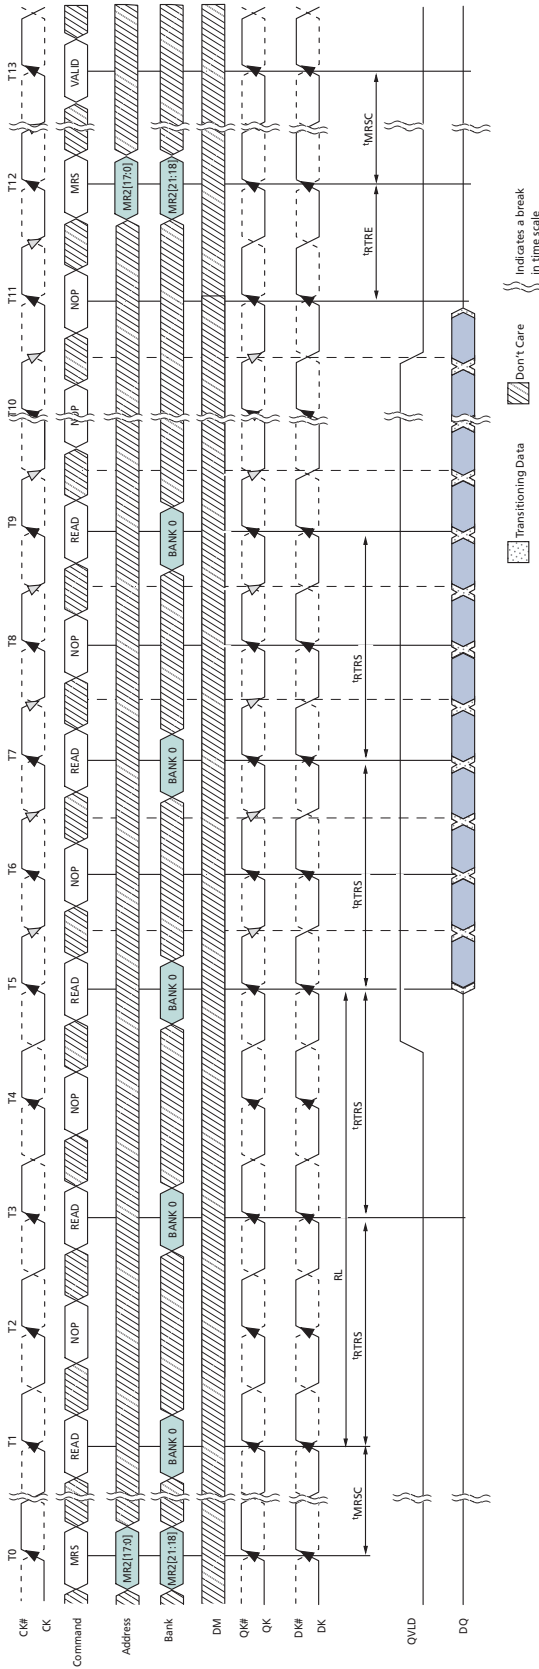 T0 T1 T2 T3 T4 T5 T6 T7 T8 T9 T10 T11 T12 T13
CK#
CK
Command MRS READ NOP READ NOP READ NOP READ NOP READ NOP NOP MRS VALID
Address MR2[17:0] MR2[17:0]
Bank MR2[21:18] BANK 0 BANK 0 BANK 0 BANK 0 BANK 0 MR2[21:18]
DM
QK#
QK
DK#
DK
RL
tMRSC tRTRS tRTRS tRTRS tRTRS tRTRE tMRSC
QVLD
DQ
Transitioning Data Don't Care Indicates a break
in time scale